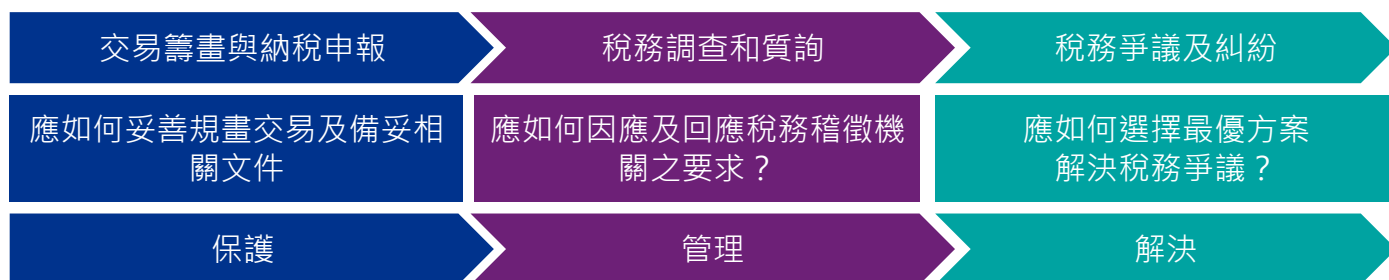 交易籌畫與納稅申報
稅務調查和質詢
稅務爭議及糾紛
應如何妥善規畫交易及備妥相
關文件
應如何因應及回應稅務稽徵機
關之要求？
應如何選擇最優方案
解決稅務爭議？
保護
管理
解決